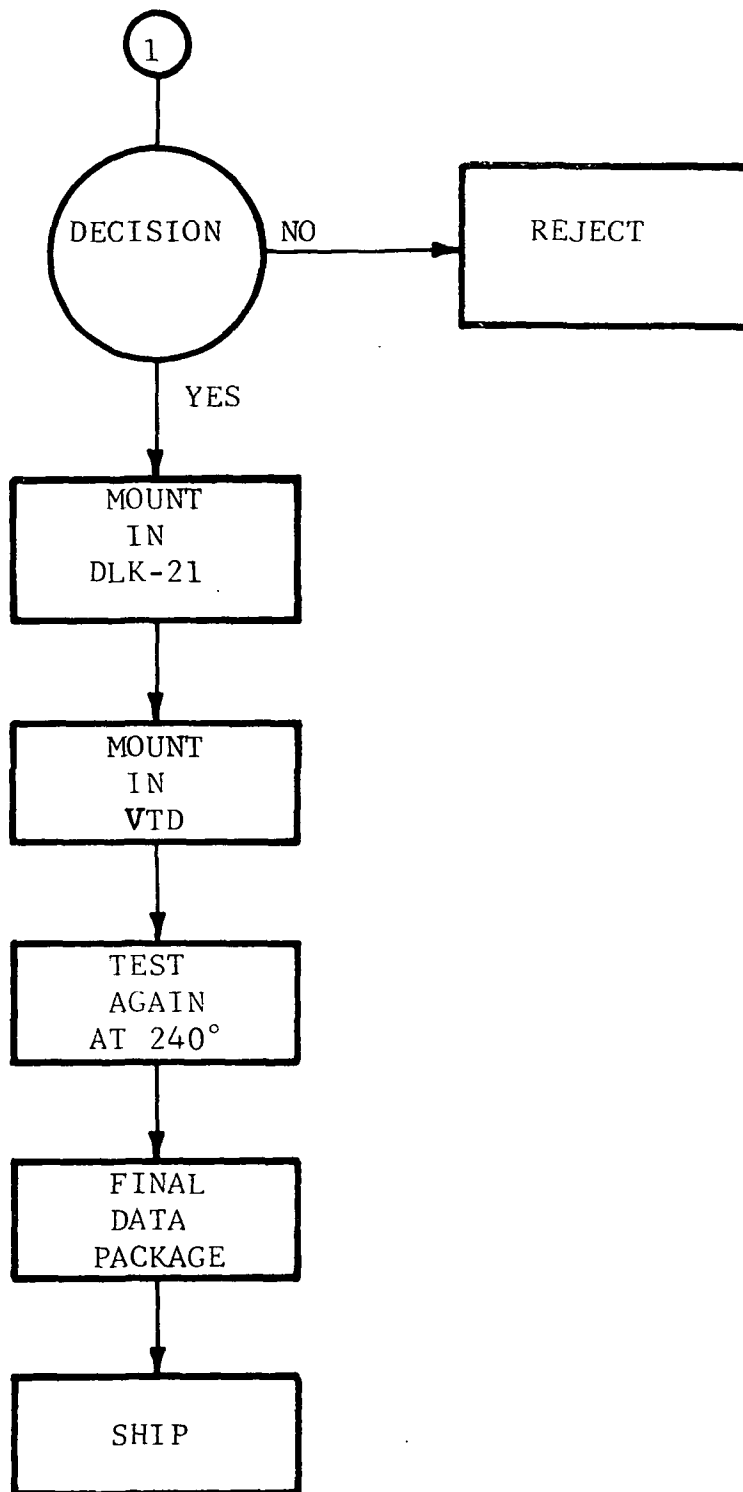 1
DECISION
NO
REJECT
YES
MOUNT
IN
DLK-21
MOUNT
IN
VTD
TEST
AGAIN
AT 240°
FINAL
DATA
PACKAGE
SHIP